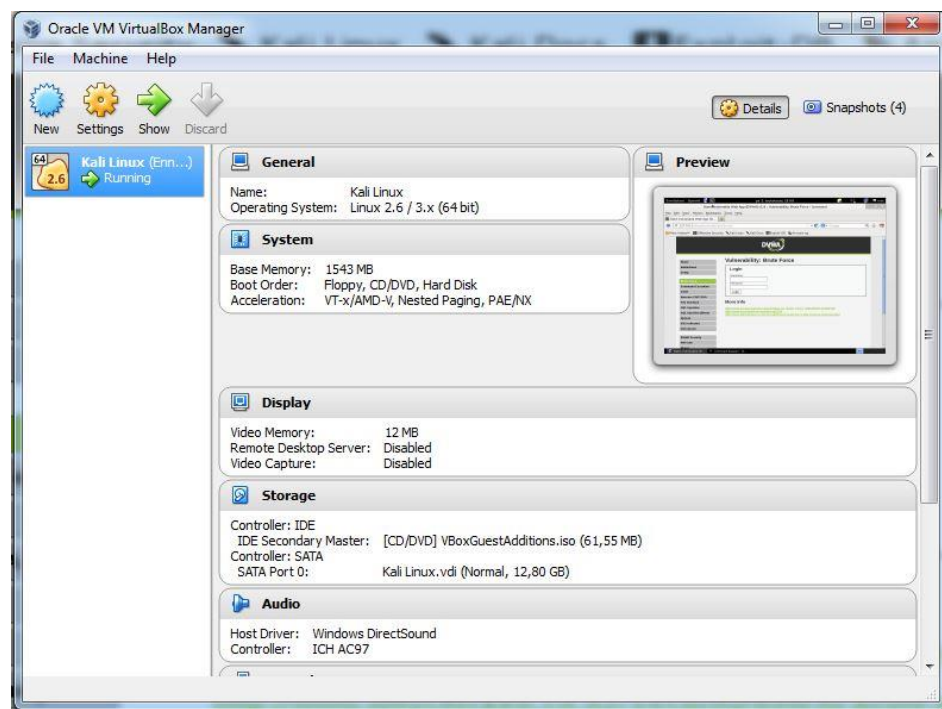 Oracle VM VirtualBox Manager
File Machine Help
New Settings Show Discard
Details Snapshots (4)
64
2.6
Kali Linux (Enn...)
Running
General
Name: Kali Linux
Operating System: Linux 2.6 / 3.x (64 bit)
System
Base Memory: 1543 MB
Boot Order: Floppy, CD/DVD, Hard Disk
Acceleration: VT-x/AMD-V, Nested Paging, PAE/NX
Preview
DVWA
Vulnerability: Brute Force
Login
More info
Display
Video Memory: 12 MB
Remote Desktop Server: Disabled
Video Capture: Disabled
Storage
Controller: IDE
IDE Secondary Master: [CD/DVD] VBoxGuestAdditions.iso (61,55 MB)
Controller: SATA
SATA Port 0: Kali Linux.vdi (Normal, 12,80 GB)
Audio
Host Driver: Windows DirectSound
Controller: ICH AC97